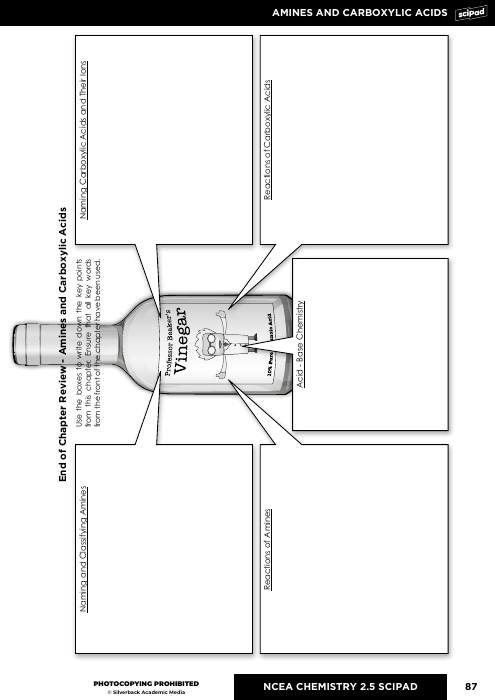 AMINES AND CARBOXYLIC ACIDS
scipad
End of Chapter Review - Amines and Carboxylic Acids
Use the boxes to write down the key points
from this chapter. Ensure that all key words
from the front of the chapter have been used.
Naming Carboxylic Acids and Their Ions
Reactions of Carboxylic Acids
Professor Beaker's
Vinegar
10% Pure
Acid
Acid - Base Chemistry
Naming and Classifying Amines
Reactions of Amines
PHOTOCOPYING PROHIBITED
© Silverback Academic Media
NCEA CHEMISTRY 2.5 SCIPAD
87